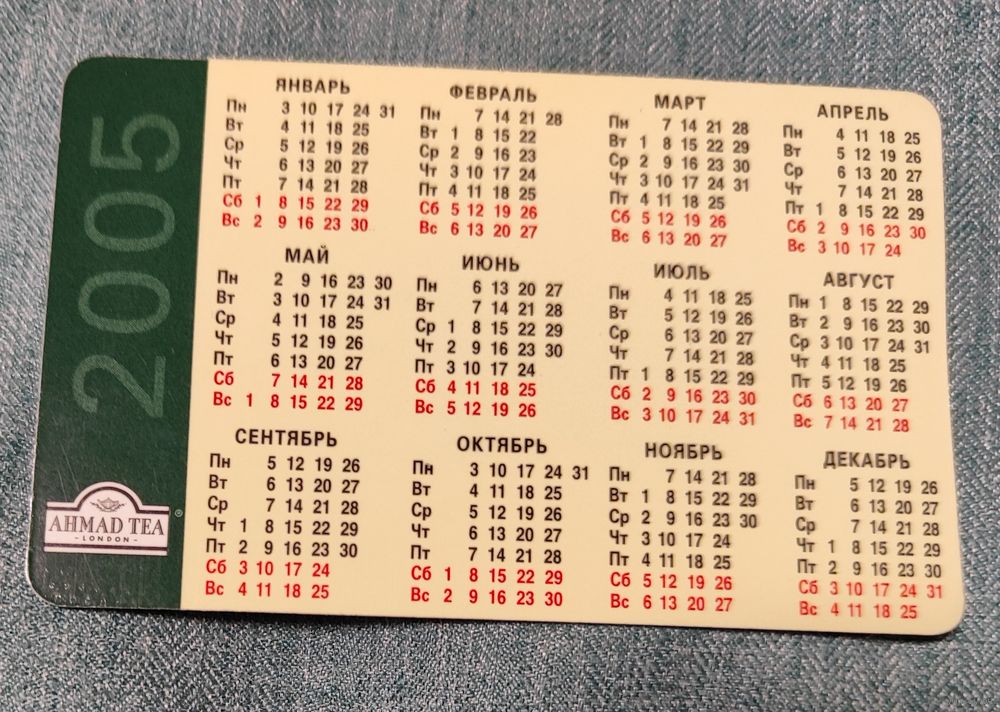 2005
ЯНВАРЬ
Пн 3 10 17 24 31
Вт 4 11 18 25
Ср 5 12 19 26
Чт 6 13 20 27
Пт 7 14 21 28
Сб 1 8 15 22 29
Вс 2 9 16 23 30
ФЕВРАЛЬ
Пн 7 14 21 28
Вт 1 8 15 22
Ср 2 9 16 23
Чт 3 10 17 24
Пт 4 11 18 25
Сб 5 12 19 26
Вс 6 13 20 27
МАРТ
Пн 7 14 21 28
Вт 1 8 15 22 29
Ср 2 9 16 23 30
Чт 3 10 17 24 31
Пт 4 11 18 25
Сб 5 12 19 26
Вс 6 13 20 27
АПРЕЛЬ
Пн 4 11 18 25
Вт 5 12 19 26
Ср 6 13 20 27
Чт 7 14 21 28
Пт 1 8 15 22 29
Сб 2 9 16 23 30
Вс 3 10 17 24
МАЙ
Пн 2 9 16 23 30
Вт 3 10 17 24 31
Ср 4 11 18 25
Чт 5 12 19 26
Пт 6 13 20 27
Сб 7 14 21 28
Вс 1 8 15 22 29
ИЮНЬ
Пн 6 13 20 27
Вт 7 14 21 28
Ср 1 8 15 22 29
Чт 2 9 16 23 30
Пт 3 10 17 24
Сб 4 11 18 25
Вс 5 12 19 26
ИЮЛЬ
Пн 4 11 18 25
Вт 5 12 19 26
Ср 6 13 20 27
Чт 7 14 21 28
Пт 1 8 15 22 29
Сб 2 9 16 23 30
Вс 3 10 17 24 31
АВГУСТ
Пн 1 8 15 22 29
Вт 2 9 16 23 30
Ср 3 10 17 24 31
Чт 4 11 18 25
Пт 5 12 19 26
Сб 6 13 20 27
Вс 7 14 21 28
СЕНТЯБРЬ
Пн 5 12 19 26
Вт 6 13 20 27
Ср 7 14 21 28
Чт 1 8 15 22 29
Пт 2 9 16 23 30
Сб 3 10 17 24
Вс 4 11 18 25
ОКТЯБРЬ
Пн 3 10 17 24 31
Вт 4 11 18 25
Ср 5 12 19 26
Чт 6 13 20 27
Пт 7 14 21 28
Сб 1 8 15 22 29
Вс 2 9 16 23 30
НОЯБРЬ
Пн 7 14 21 28
Вт 1 8 15 22 29
Ср 2 9 16 23 30
Чт 3 10 17 24
Пт 4 11 18 25
Сб 5 12 19 26
Вс 6 13 20 27
ДЕКАБРЬ
Пн 5 12 19 26
Вт 6 13 20 27
Ср 7 14 21 28
Чт 1 8 15 22 29
Пт 2 9 16 23 30
Сб 3 10 17 24 31
Вс 4 11 18 25
AHMAD TEA ®
- LONDON -